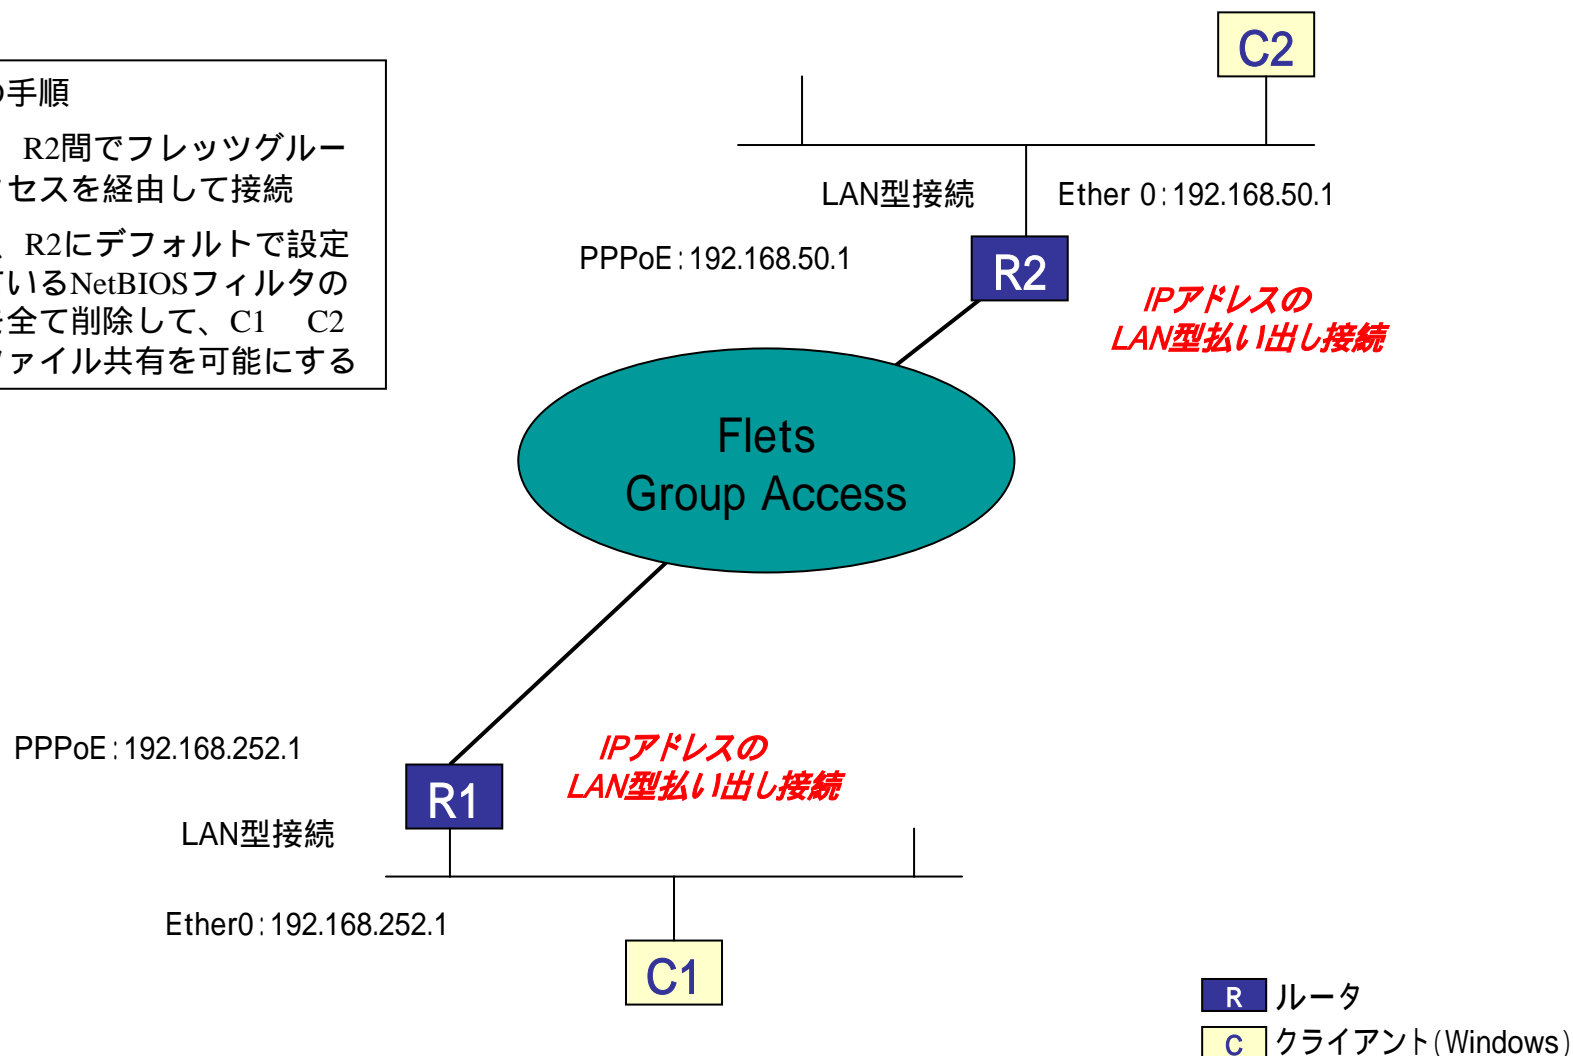 の手順
R2間でフレッツグルー
セスを経由して接続
、R2にデフォルトで設定
ているNetBIOSフィルタの
を全て削除して、C1 C2
ファイル共有を可能にする
C2
LAN型接続
Ether 0:192.168.50.1
PPPoE:192.168.50.1
R2
IPアドレスの
LAN型払い出し接続
Flets
Group Access
PPPoE:192.168.252.1
IPアドレスの
LAN型払い出し接続
R1
LAN型接続
Ether0:192.168.252.1
C1
R ルータ
C クライアント(Windows)